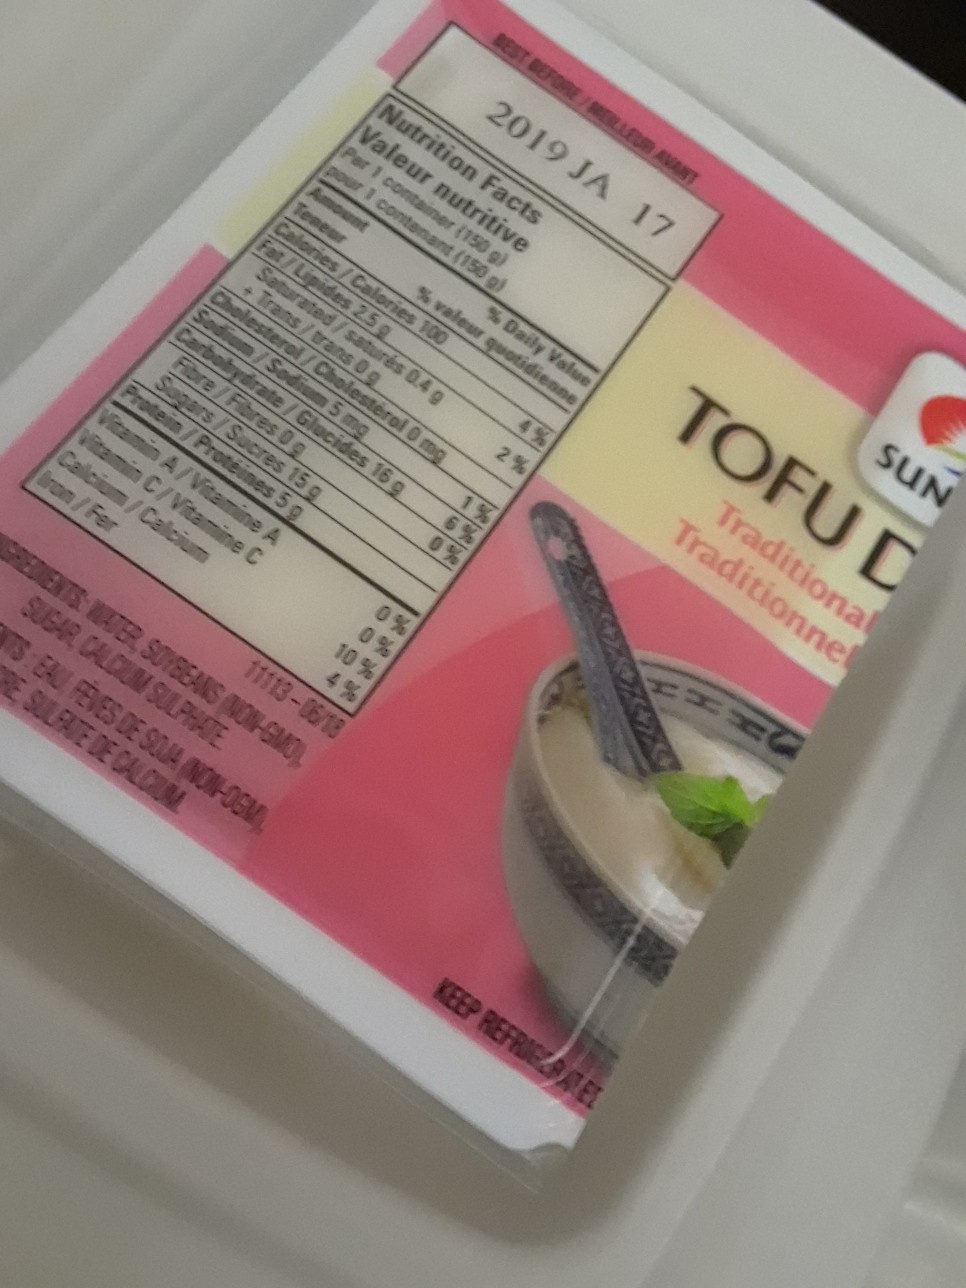 BEST BEFORE / MEILLEUR AVANT
2019 JA 17
Nutrition Facts
Valeur nutritive
Per 1 container (150 g)
pour 1 contenant (150 g)
Amount % Daily Value
Teneur % valeur quotidienne
Calories / Calories 100
Fat / Lipides 2.5 g 4 %
Saturated / saturés 0.4 g
+ Trans / trans 0 g 2 %
Cholesterol / Cholestérol 0 mg
Sodium / Sodium 5 mg 1 %
Carbohydrate / Glucides 16 g 6 %
Fibre / Fibres 0 g 0 %
Sugars / Sucres 15 g
Protein / Protéines 5 g
Vitamin A / Vitamine A 0 %
Vitamin C / Vitamine C 0 %
Calcium / Calcium 10 %
Iron / Fer 4 %
11113 - 06/18
INGREDIENTS: WATER, SOYBEANS (NON-GMO),
SUGAR, CALCIUM SULPHATE.
EAU, FÈVES DE SOJA (NON-OGM),
SULFATE DE CALCIUM.
SUN
TOFU D
Traditional
Traditionnel
KEEP REFRIGERATED